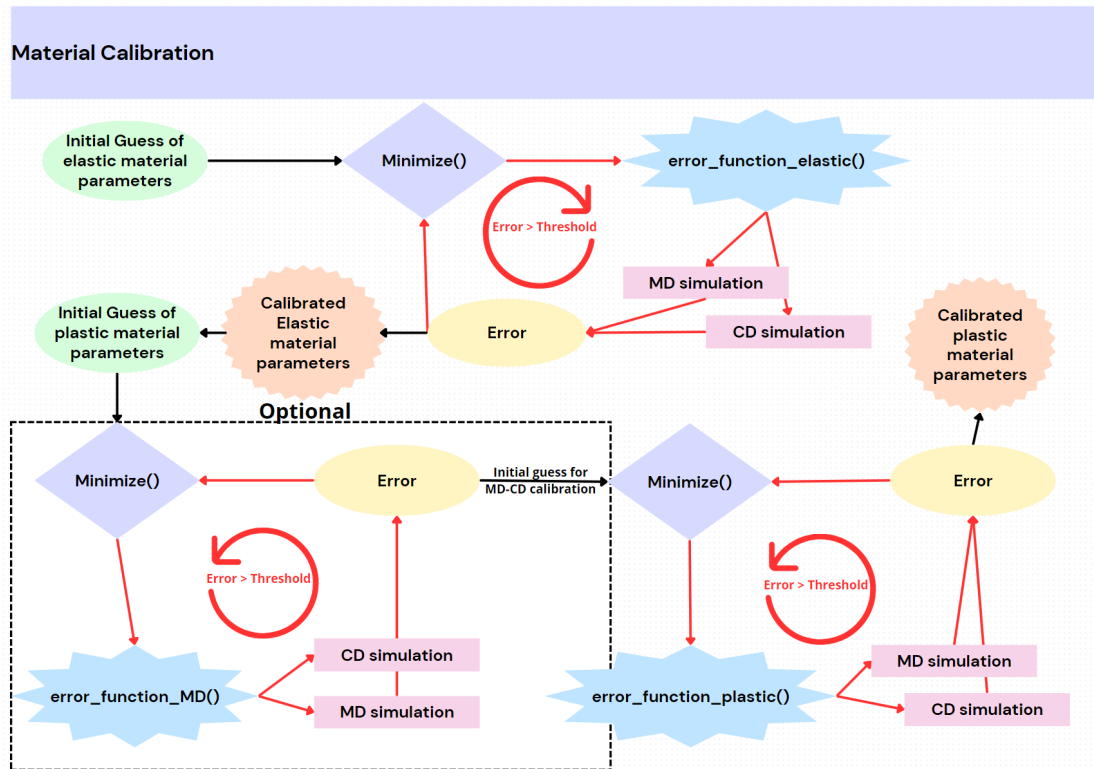 Material Calibration
Initial Guess of
elastic material
parameters
Minimize()
error_function_elastic()
Error > Threshold
MD simulation
CD simulation
Error
Calibrated
Elastic
material
parameters
Initial Guess of
plastic material
parameters
Calibrated
plastic
material
parameters
Optional
Minimize()
Error
Initial guess for
MD-CD calibration
Minimize()
Error
Error > Threshold
Error > Threshold
CD simulation
MD simulation
error_function_MD()
error_function_plastic()
MD simulation
CD simulation